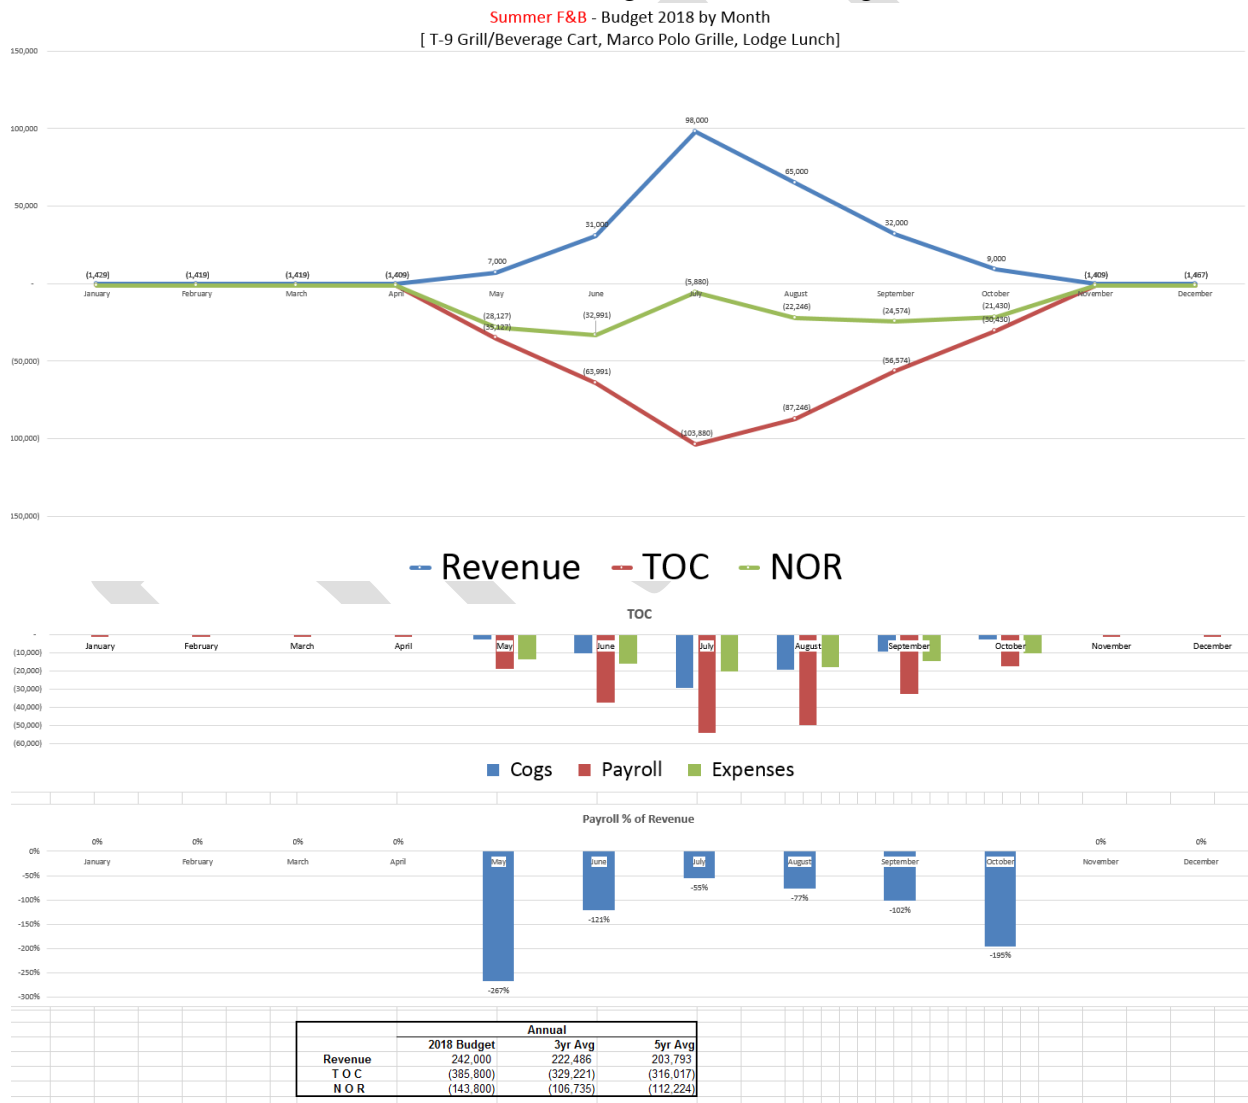 Summer F&B - Budget 2018 by Month
[ T-9 Grill/Beverage Cart, Marco Polo Grille, Lodge Lunch]
150,000
100,000
98,000
65,000
50,000
31,000
32,000
7,000
9,000
(1,429) (1,419) (1,419) (1,409) (5,880) (1,409) (1,467)
-
January February March April May June July August September October November December
(28,127) (32,991) (22,246) (24,574) (21,430)
(35,127) (30,430)
(50,000)
(63,991) (56,574)
(87,246)
(103,880)
100,000)
150,000)
Revenue TOC NOR
TOC
-
January February March April May June July August September October November December
(10,000)
(20,000)
(30,000)
(40,000)
(50,000)
(60,000)
Cogs Payroll Expenses
Payroll % of Revenue
0% 0% 0% 0% 0% 0%
0%
January February March April May June July August September October November December
-50%
-55%
-77%
-100%
-102%
-121%
-150%
-195%
-200%
-250%
-267%
-300%
Annual
2018 Budget 3yr Avg 5yr Avg
Revenue 242,000 222,486 203,793
T O C (385,800) (329,221) (316,017)
N O R (143,800) (106,735) (112,224)